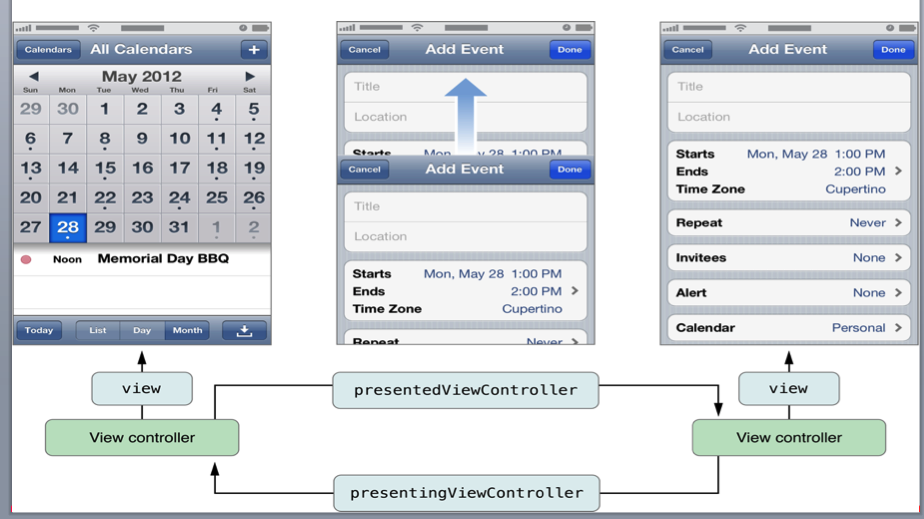 Calendars All Calendars +
May 2012
Sun Mon Tue Wed Thu Fri Sat
29 30 1 2 3 4 5
6 7 8 9 10 11 12
13 14 15 16 17 18 19
20 21 22 23 24 25 26
27 28 29 30 31 1 2
Noon Memorial Day BBQ
Today List Day Month
Cancel Add Event Done
Title
Location
Starts Mon, May 28 1:00 PM
Cancel Add Event Done
Title
Location
Starts Mon, May 28 1:00 PM
Ends 2:00 PM >
Time Zone Cupertino
Repeat Never >
Cancel Add Event Done
Title
Location
Starts Mon, May 28 1:00 PM
Ends 2:00 PM >
Time Zone Cupertino
Repeat Never >
Invitees None >
Alert None >
Calendar Personal >
view
presentedViewController
view
View controller
View controller
presentingViewController